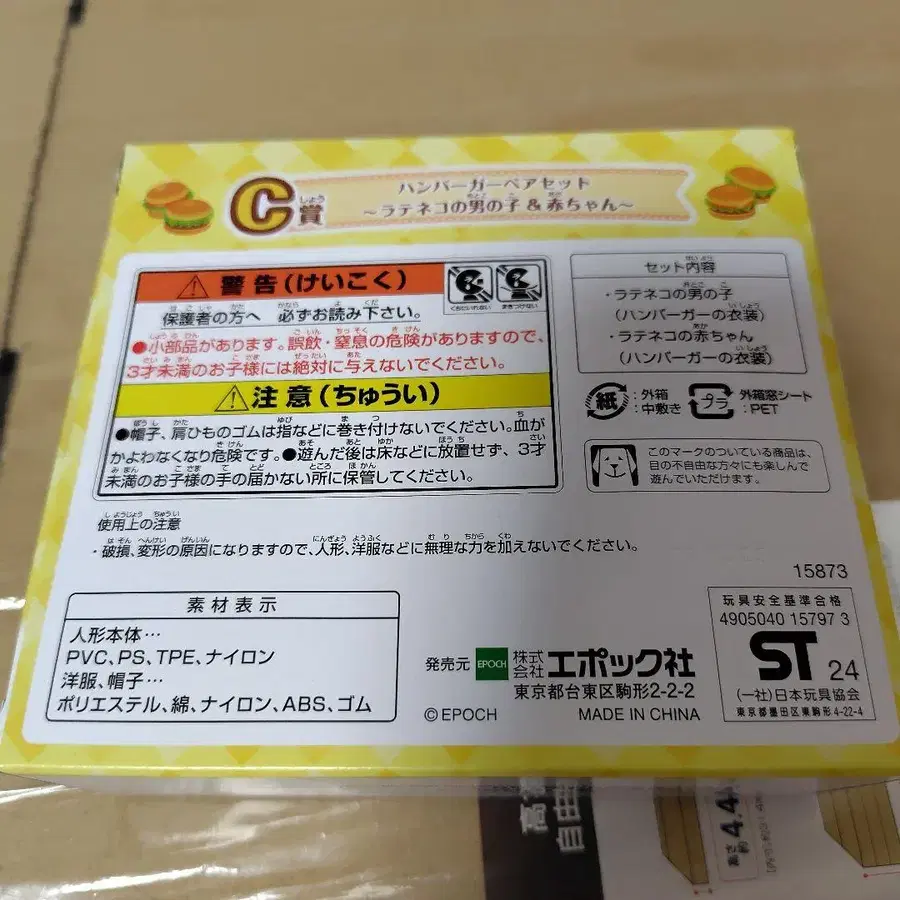 C賞
ハンバーガーペアセット
～ラテネコの男の子&赤ちゃん～
警告(けいこく)
保護者の方へ 必ずお読み下さい。
●小部品があります。誤飲・窒息の危険がありますので、
3才未満のお子様には絶対に与えないでください。
注意(ちゅうい)
●帽子、肩ひものゴムは指などに巻き付けないでください。血が
かよわなくなり危険です。●遊んだ後は床などに放置せず、3才
未満のお子様の手の届かない所に保管してください。
セット内容
・ラテネコの男の子
(ハンバーガーの衣装)
・ラテネコの赤ちゃん
(ハンバーガーの衣装)
紙
:外箱
:中敷き
プラ
:外箱窓シート
:PET
このマークのついている商品は、
目の不自由な方々にも楽しんで
遊んでいただけます。
使用上の注意
・破損、変形の原因になりますので、人形、洋服などに無理な力を加えないでください。
15873
素材表示
人形本体…
PVC、PS、TPE、ナイロン
洋服、帽子…
ポリエステル、綿、ナイロン、ABS、ゴム
発売元 EPOCH 株式会社 エポック社
東京都台東区駒形2-2-2
©EPOCH MADE IN CHINA
玩具安全基準合格
4905040 15797 3
ST 24
(一社)日本玩具協会
東京都墨田区東駒形4-22-4
自由
高さ
約4.4